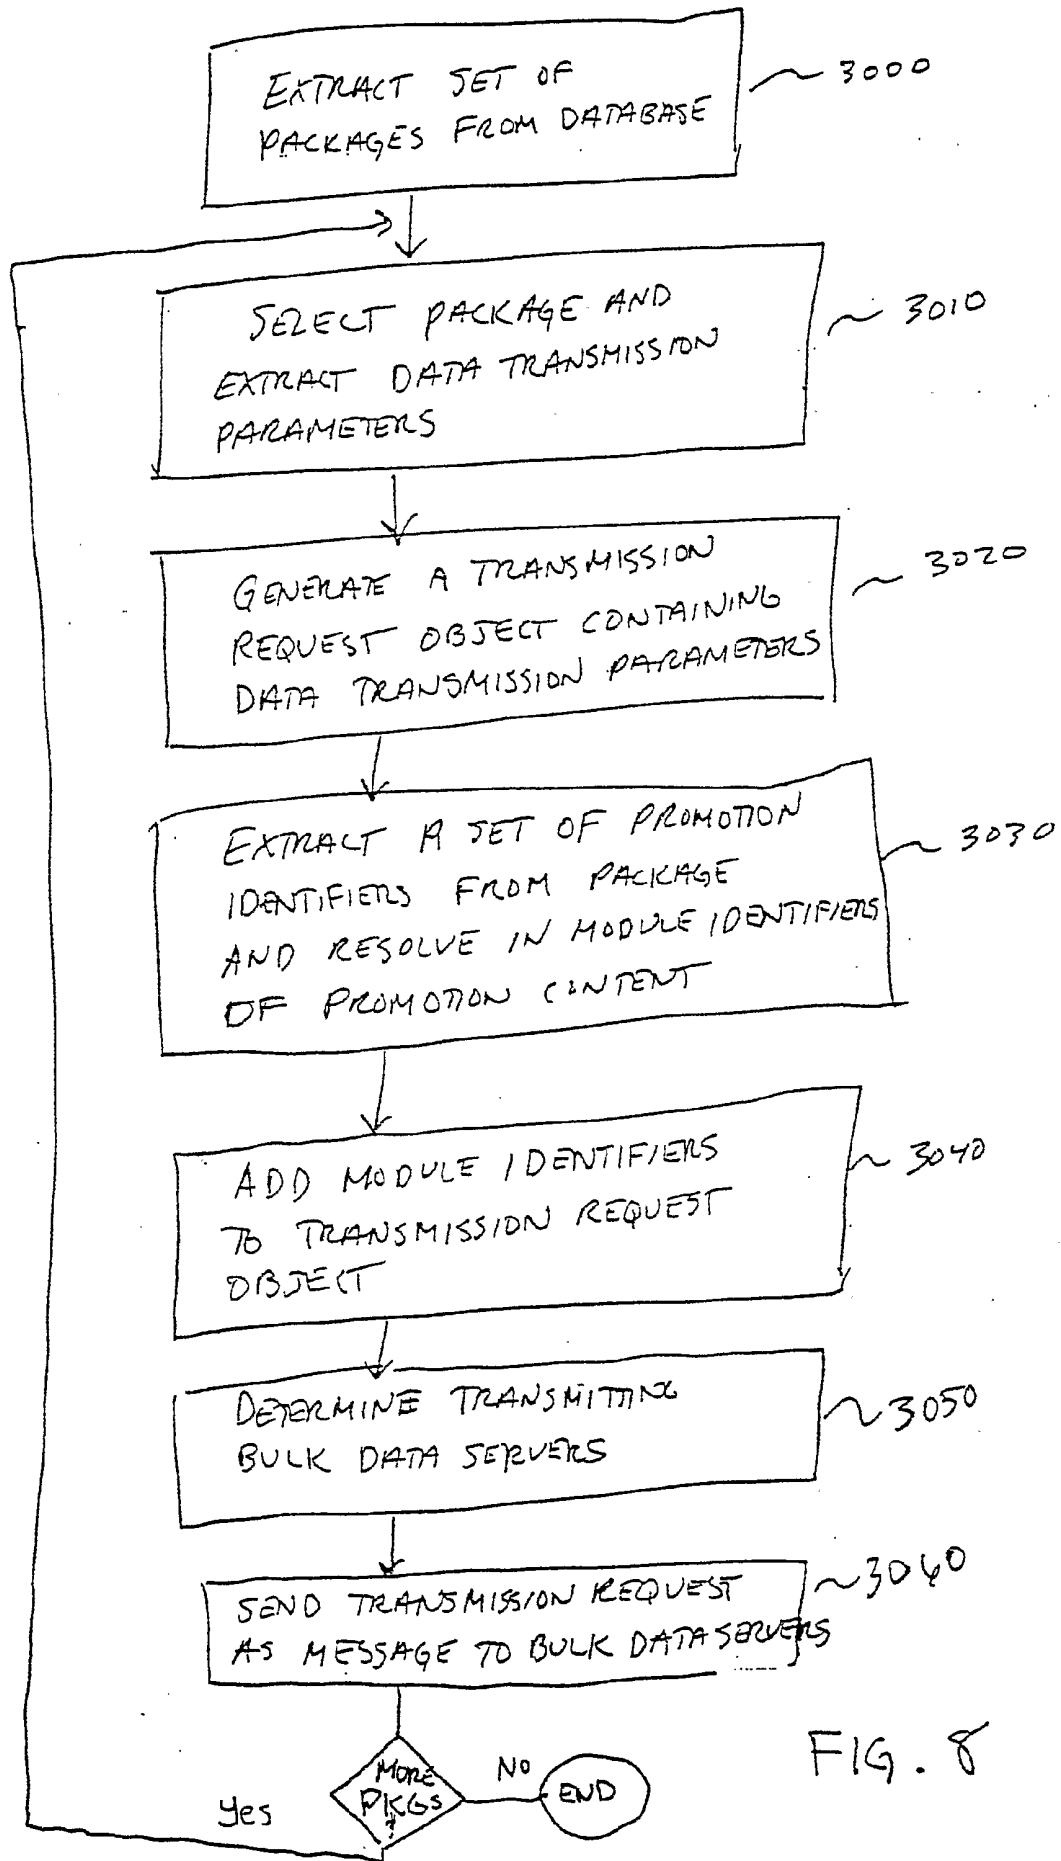 EXTRACT SET OF
PACKAGES FROM DATABASE
3000
SELECT PACKAGE AND
EXTRACT DATA TRANSMISSION
PARAMETERS
3010
GENERATE A TRANSMISSION
REQUEST OBJECT CONTAINING
DATA TRANSMISSION PARAMETERS
3020
EXTRACT A SET OF PROMOTION
IDENTIFIERS FROM PACKAGE
AND RESOLVE IN MODULE IDENTIFIERS
OF PROMOTION CONTENT
3030
ADD MODULE IDENTIFIERS
TO TRANSMISSION REQUEST
OBJECT
3040
DETERMINE TRANSMITTING
BULK DATA SERVERS
3050
SEND TRANSMISSION REQUEST
AS MESSAGE TO BULK DATA SERVERS
3060
MORE
PKGS
?
NO
END
Yes
FIG. 8